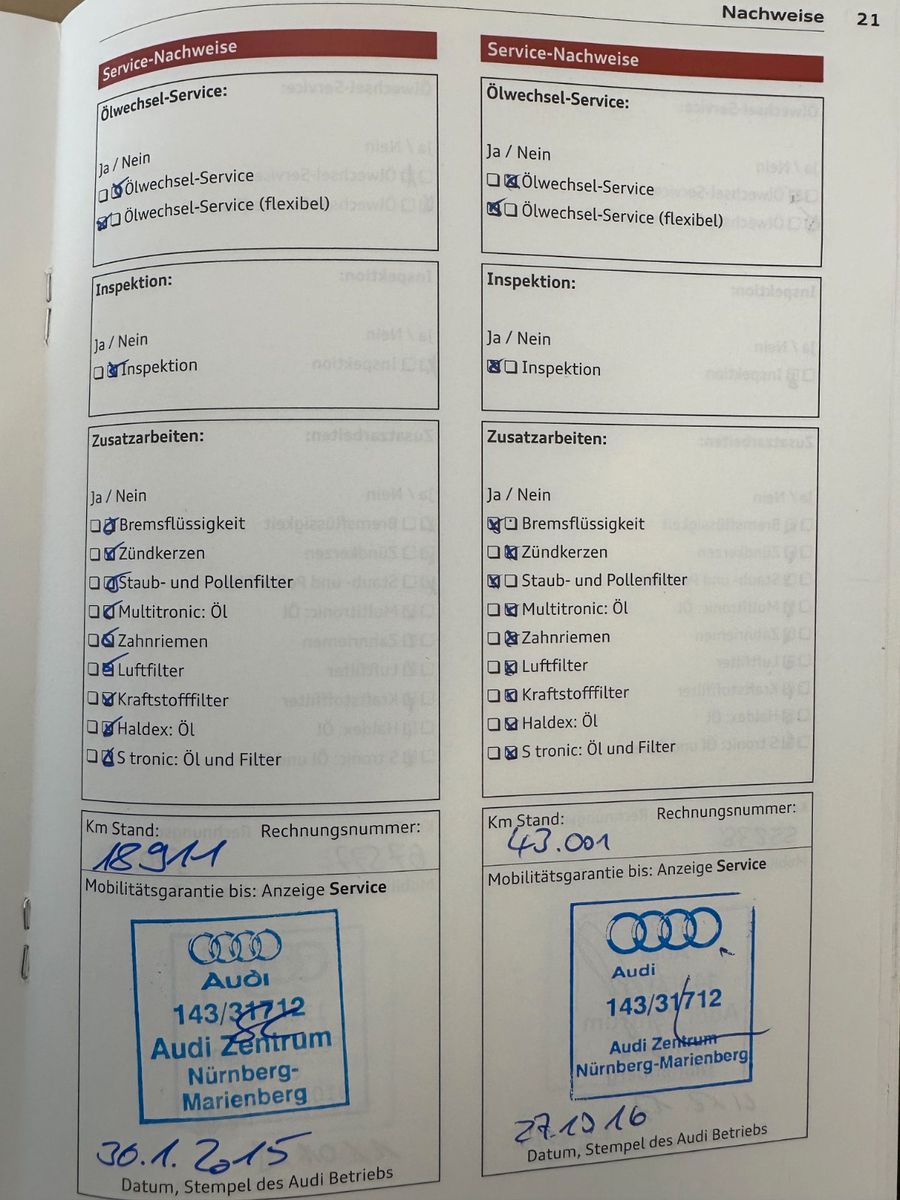 Nachweise 21
Service-Nachweise
Ölwechsel-Service:
Ja / Nein
Ölwechsel-Service
Ölwechsel-Service (flexibel)
Inspektion:
Ja / Nein
Inspektion
Zusatzarbeiten:
Ja / Nein
Bremsflüssigkeit
Zündkerzen
Staub- und Pollenfilter
Multitronic: Öl
Zahnriemen
Luftfilter
Kraftstofffilter
Haldex: Öl
S tronic: Öl und Filter
Km Stand: Rechnungsnummer:
18911
Mobilitätsgarantie bis: Anzeige Service
Audi
143/31712
Audi Zentrum
Nürnberg-
Marienberg
30.1.2015
Datum, Stempel des Audi Betriebs
Service-Nachweise
Ölwechsel-Service:
Ja / Nein
Ölwechsel-Service
Ölwechsel-Service (flexibel)
Inspektion:
Ja / Nein
Inspektion
Zusatzarbeiten:
Ja / Nein
Bremsflüssigkeit
Zündkerzen
Staub- und Pollenfilter
Multitronic: Öl
Zahnriemen
Luftfilter
Kraftstofffilter
Haldex: Öl
S tronic: Öl und Filter
Km Stand: Rechnungsnummer:
43.001
Mobilitätsgarantie bis: Anzeige Service
Audi
143/31712
Audi Zentrum
Nürnberg-Marienberg
27.10 16
Datum, Stempel des Audi Betriebs